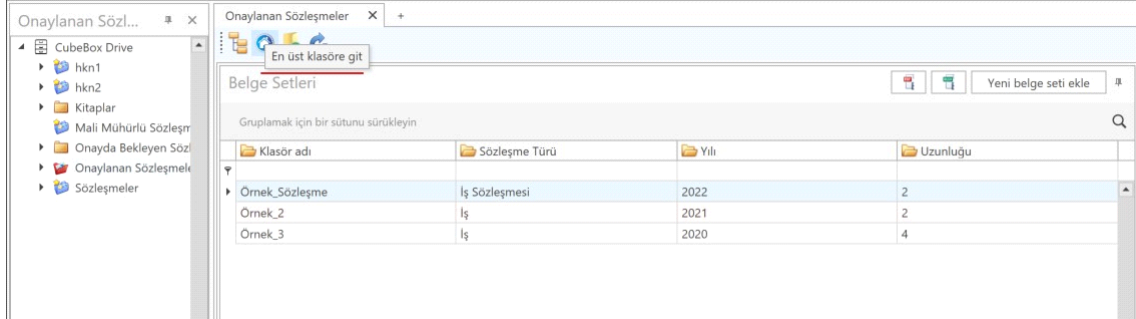 Onaylanan Sözl...
CubeBox Drive
hkn1
hkn2
Kitaplar
Mali Mühürlü Sözleşm
Onayda Bekleyen Sözl
Onaylanan Sözleşmele
Sözleşmeler
Onaylanan Sözleşmeler
En üst klasöre git
Belge Setleri
Yeni belge seti ekle
Gruplamak için bir sütunu sürükleyin
Klasör adı Sözleşme Türü Yılı Uzunluğu
Örnek_Sözleşme İş Sözleşmesi 2022 2
Örnek_2 İş 2021 2
Örnek_3 İş 2020 4